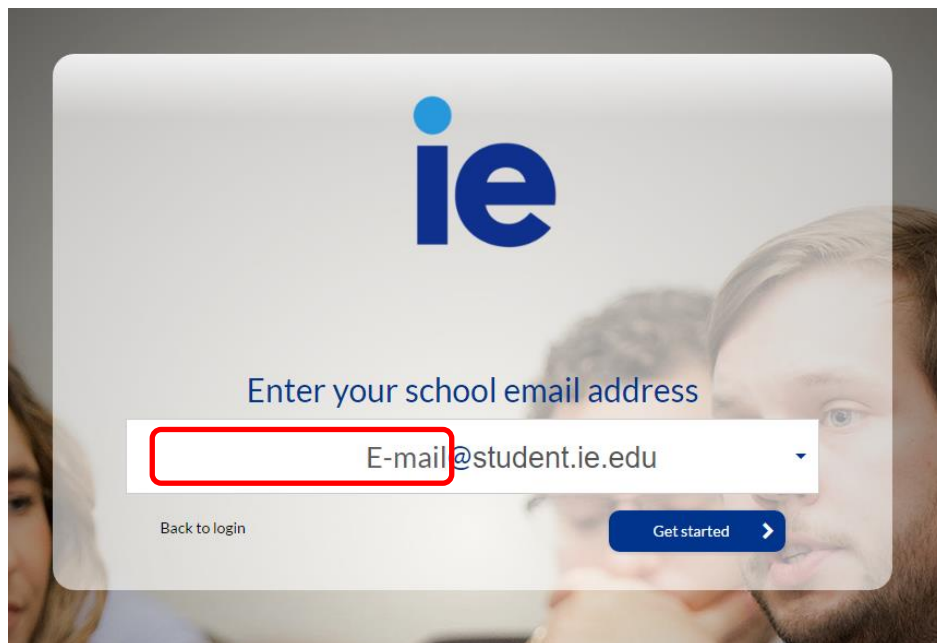 ie
Enter your school email address
E-mail@student.ie.edu
Back to login
Get started